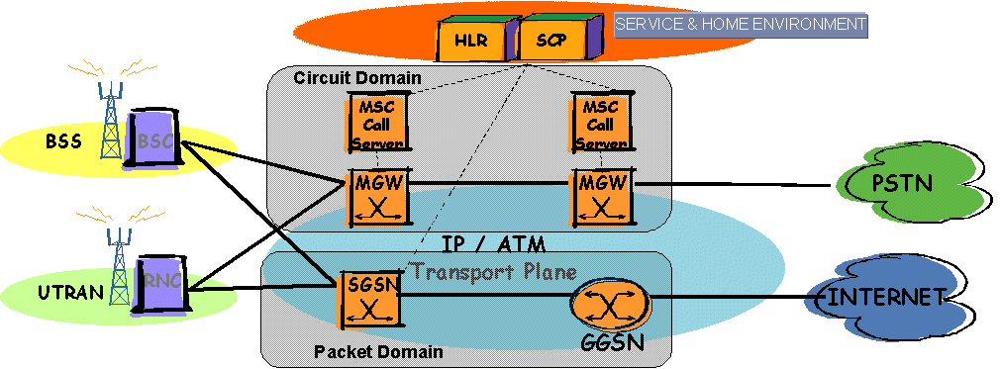 SERVICE & HOME ENVIRONMENT
HLR
SCP
Circuit Domain
MSC
Call
Server
MSC
Call
Server
BSS
BSC
MGW
MGW
PSTN
IP / ATM
Transport Plane
UTRAN
RNC
SGSN
INTERNET
GGSN
Packet Domain